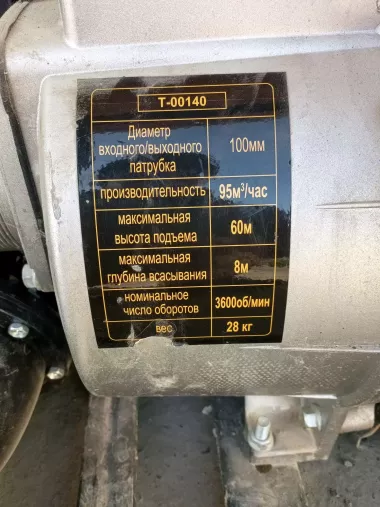 Т-00140
Диаметр
входного/выходного
патрубка
100мм
производительность
95м³/час
максимальная
высота подъема
60м
максимальная
глубина всасывания
8м
номинальное
число оборотов
3600об/мин
вес
28 кг